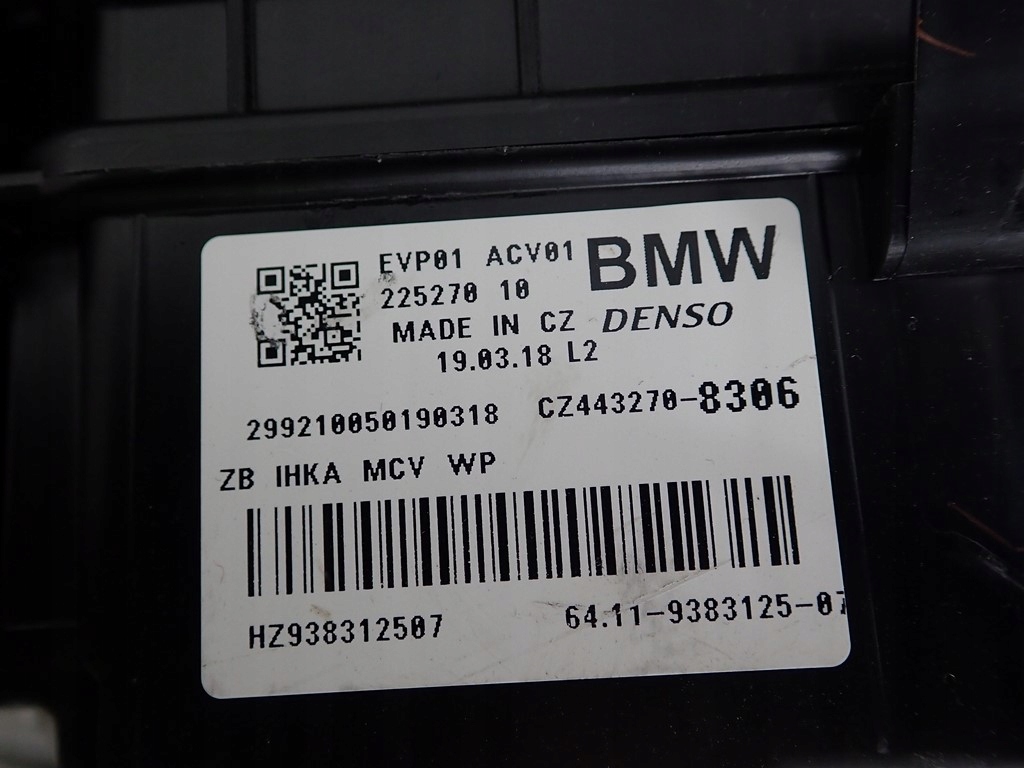 EVP01 ACV01 BMW
225270 10
MADE IN CZ DENSO
19.03.18 L2
299210050190318 CZ443270-8306
ZB IHKA MCV WP
HZ938312507 64.11-9383125-07